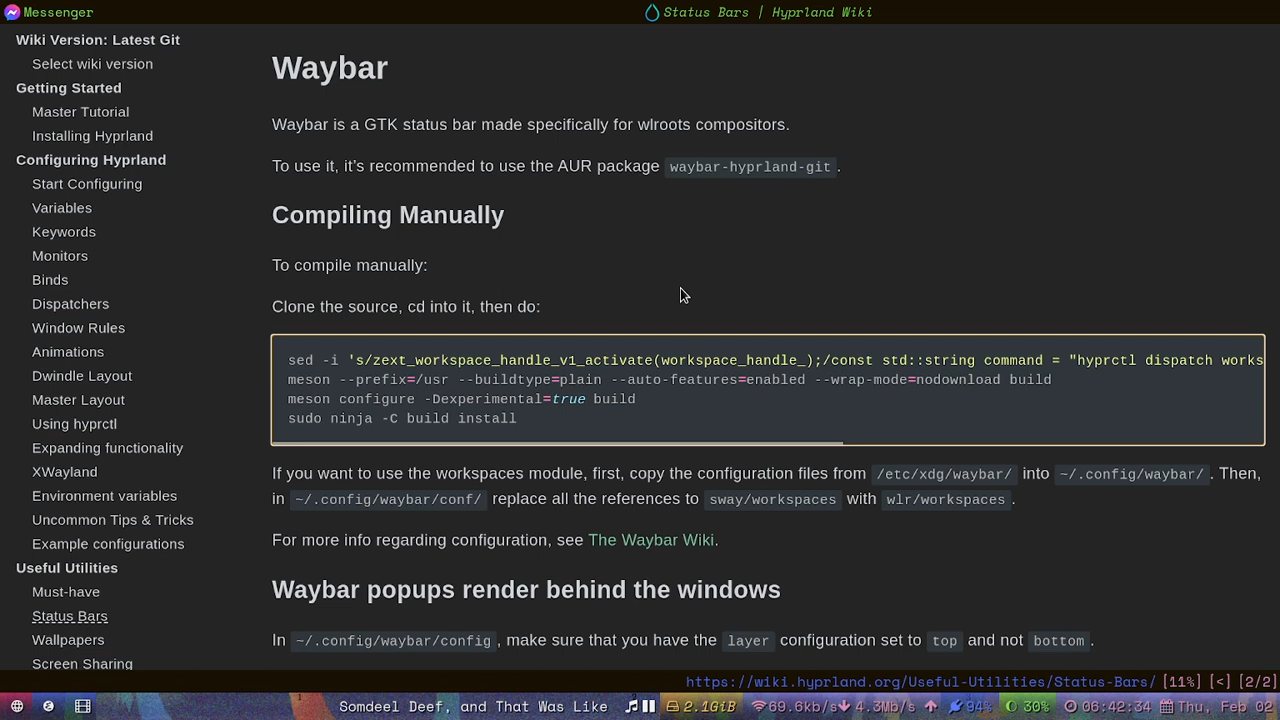 Messenger
Status Bars | Hyprland Wiki
Wiki Version: Latest Git
Select wiki version
Getting Started
Master Tutorial
Installing Hyprland
Configuring Hyprland
Start Configuring
Variables
Keywords
Monitors
Binds
Dispatchers
Window Rules
Animations
Dwindle Layout
Master Layout
Using hyprctl
Expanding functionality
XWayland
Environment variables
Uncommon Tips & Tricks
Example configurations
Useful Utilities
Must-have
Status Bars
Wallpapers
Screen Sharing
Waybar
Waybar is a GTK status bar made specifically for wlroots compositors.
To use it, it's recommended to use the AUR package waybar-hyprland-git.
Compiling Manually
To compile manually:
Clone the source, cd into it, then do:
sed -i 's/zext_workspace_handle_v1_activate(workspace_handle_);/const std::string command = "hyprctl dispatch works
meson --prefix=/usr --buildtype=plain --auto-features=enabled --wrap-mode=nodownload build
meson configure -Dexperimental=true build
sudo ninja -C build install
If you want to use the workspaces module, first, copy the configuration files from /etc/xdg/waybar/ into ~/.config/waybar/. Then,
in ~/.config/waybar/conf/ replace all the references to sway/workspaces with wlr/workspaces.
For more info regarding configuration, see The Waybar Wiki.
Waybar popups render behind the windows
In ~/.config/waybar/config, make sure that you have the layer configuration set to top and not bottom.
https://wiki.hyprland.org/Useful-Utilities/Status-Bars/ [11%] [<] [2/2]
1 Somdeel Deef, and That Was Like 2.1GiB 69.6kb/s 4.3Mb/s 94% 30% 06:42:34 Thu, Feb 02